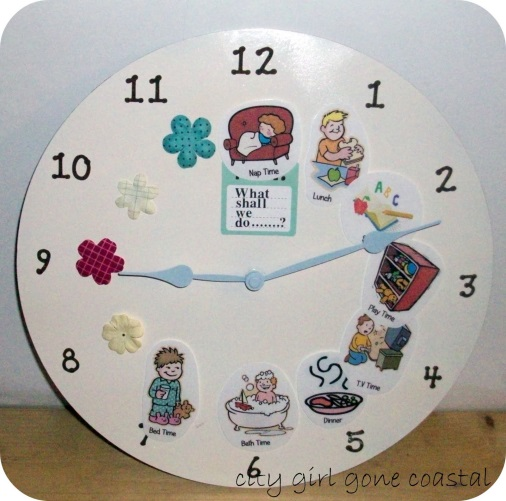 12
11
1
10
2
9
3
8
4
7
5
6
Nap Time
What
shall
we
do........?
Lunch
A B C
Play Time
T.V Time
Dinner
Bath Time
Bed Time
city girl gone coastal